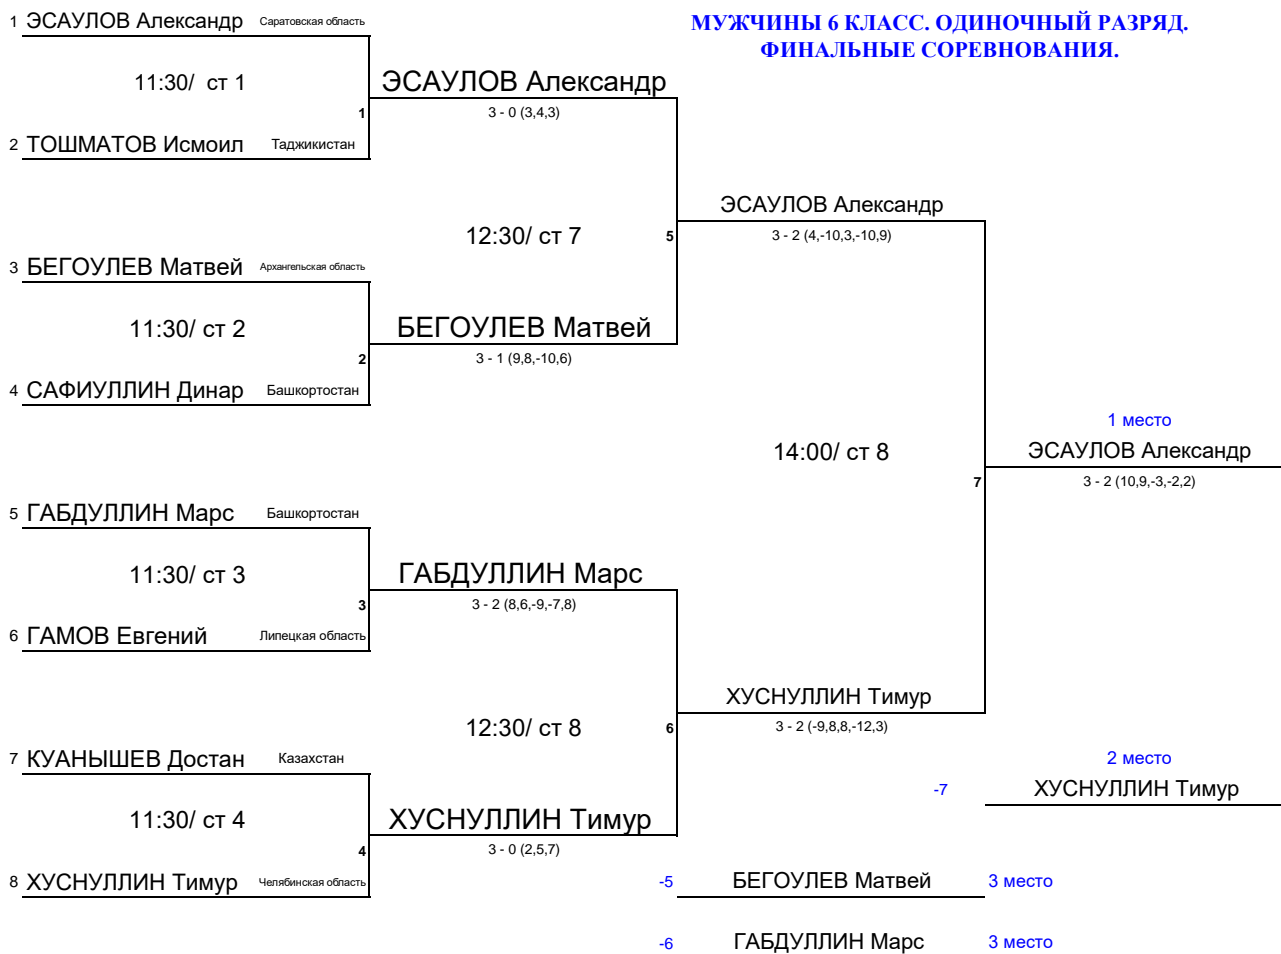 1 ЭСАУЛОВ Александр Саратовская область
МУЖЧИНЫ 6 КЛАСС. ОДИНОЧНЫЙ РАЗРЯД.
ФИНАЛЬНЫЕ СОРЕВНОВАНИЯ.
11:30/ ст 1
ЭСАУЛОВ Александр
1
3 - 0 (3,4,3)
2 ТОШМАТОВ Исмоил Таджикистан
ЭСАУЛОВ Александр
12:30/ ст 7
5
3 - 2 (4,-10,3,-10,9)
3 БЕГОУЛЕВ Матвей Архангельская область
11:30/ ст 2
БЕГОУЛЕВ Матвей
2
3 - 1 (9,8,-10,6)
4 САФИУЛЛИН Динар Башкортостан
1 место
14:00/ ст 8
ЭСАУЛОВ Александр
7
3 - 2 (10,9,-3,-2,2)
5 ГАБДУЛЛИН Марс Башкортостан
11:30/ ст 3
ГАБДУЛЛИН Марс
3
3 - 2 (8,6,-9,-7,8)
6 ГАМОВ Евгений Липецкая область
ХУСНУЛЛИН Тимур
12:30/ ст 8
6
3 - 2 (-9,8,8,-12,3)
7 КУАНЫШЕВ Достан Казахстан
2 место
-7 ХУСНУЛЛИН Тимур
11:30/ ст 4
ХУСНУЛЛИН Тимур
4
3 - 0 (2,5,7)
8 ХУСНУЛЛИН Тимур Челябинская область
-5 БЕГОУЛЕВ Матвей 3 место
-6 ГАБДУЛЛИН Марс 3 место